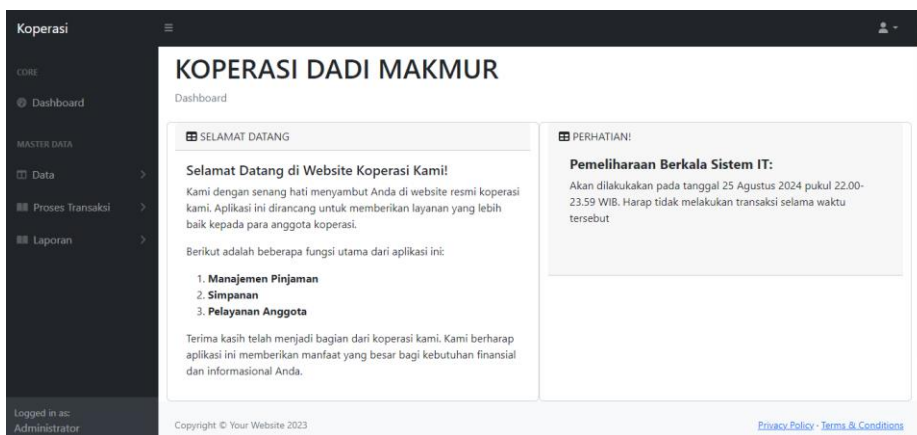 Koperasi
CORE
Dashboard
MASTER DATA
Data
Proses Transaksi
Laporan
Logged in as:
Administrator
KOPERASI DADI MAKMUR
Dashboard
SELAMAT DATANG
Selamat Datang di Website Koperasi Kami!
Kami dengan senang hati menyambut Anda di website resmi koperasi
kami. Aplikasi ini dirancang untuk memberikan layanan yang lebih
baik kepada para anggota koperasi.
Berikut adalah beberapa fungsi utama dari aplikasi ini:
1. Manajemen Pinjaman
2. Simpanan
3. Pelayanan Anggota
Terima kasih telah menjadi bagian dari koperasi kami. Kami berharap
aplikasi ini memberikan manfaat yang besar bagi kebutuhan finansial
dan informasional Anda.
PERHATIAN!
Pemeliharaan Berkala Sistem IT:
Akan dilakukakan pada tanggal 25 Agustus 2024 pukul 22.00-
23.59 WIB. Harap tidak melakukan transaksi selama waktu
tersebut
Copyright © Your Website 2023
Privacy Policy · Terms & Conditions